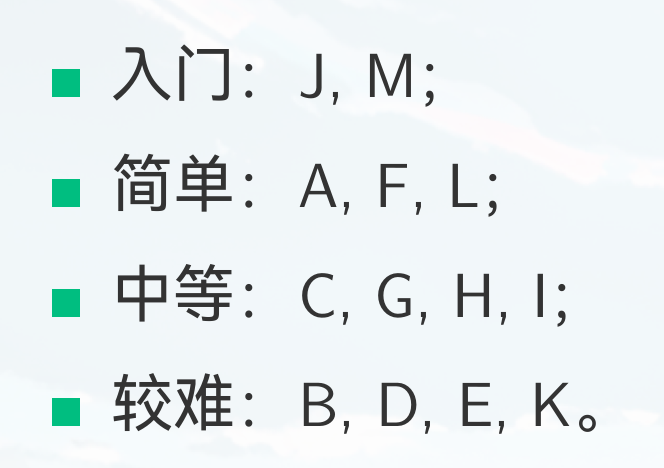 入门：J, M;
简单：A, F, L;
中等：C, G, H, I;
较难：B, D, E, K。